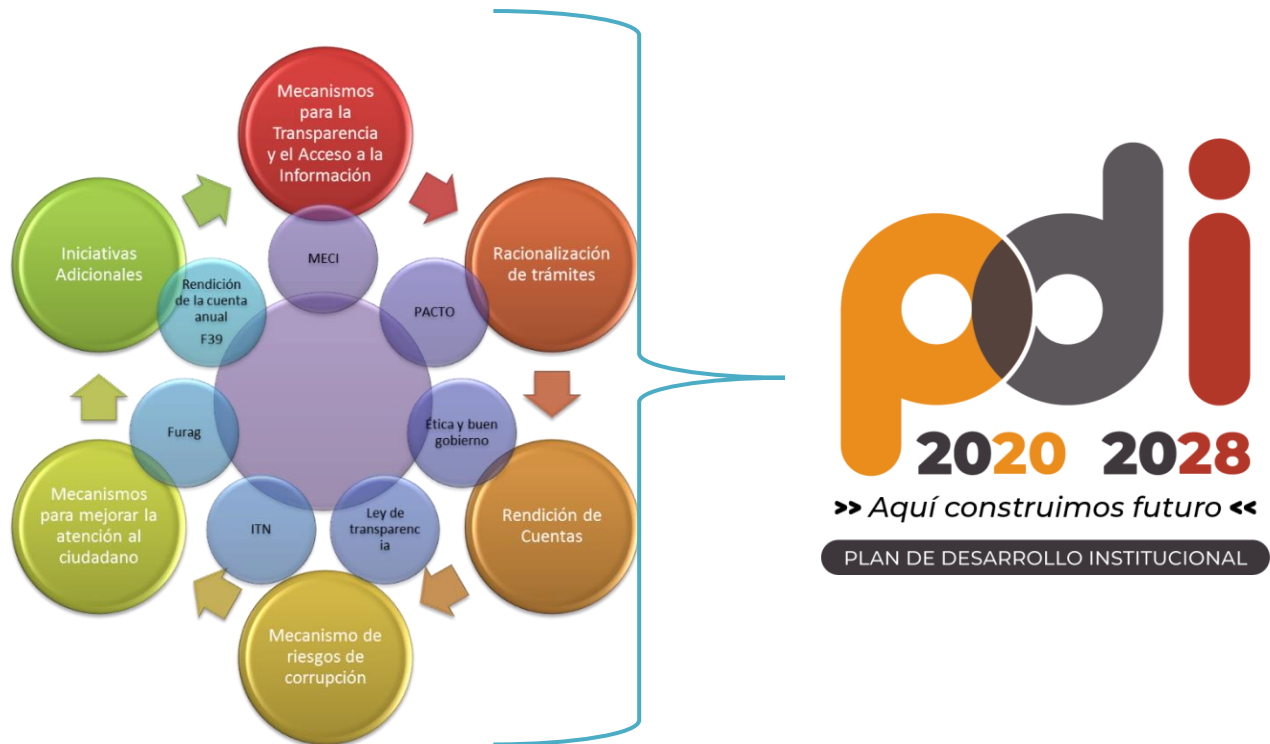 Mecanismos
para la
Transparencia
y el Acceso a la
Información
Racionalización
de trámites
Rendición de
Cuentas
Mecanismo de
riesgos de
corrupción
Mecanismos
para mejorar la
atención al
ciudadano
Iniciativas
Adicionales
MECI
PACTO
Ética y buen
gobierno
Ley de
transparenc
ia
ITN
Furag
Rendición
de la cuenta
anual
F39
pdi
2020 2028
>> Aquí construimos futuro <<
PLAN DE DESARROLLO INSTITUCIONAL